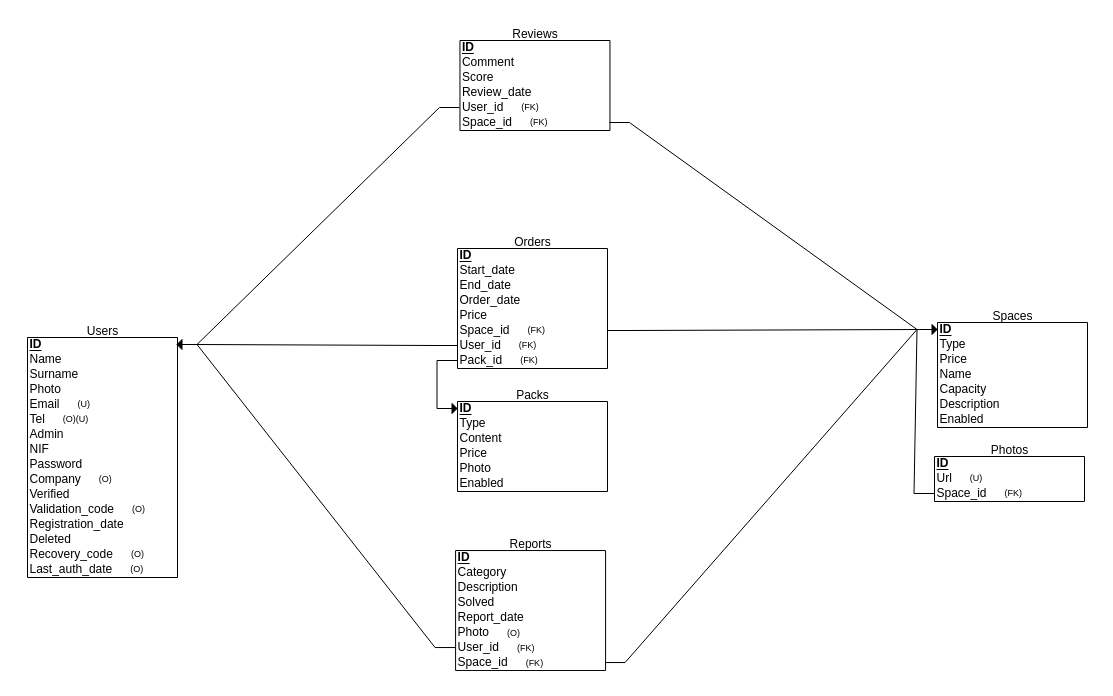 Reviews
ID
Comment
Score
Review_date
User_id (FK)
Space_id (FK)
Orders
ID
Start_date
End_date
Order_date
Price
Space_id (FK)
User_id (FK)
Pack_id (FK)
Users
ID
Name
Surname
Photo
Email (U)
Tel (O)(U)
Admin
NIF
Password
Company (O)
Verified
Validation_code (O)
Registration_date
Deleted
Recovery_code (O)
Last_auth_date (O)
Packs
ID
Type
Content
Price
Photo
Enabled
Spaces
ID
Type
Price
Name
Capacity
Description
Enabled
Photos
ID
Url (U)
Space_id (FK)
Reports
ID
Category
Description
Solved
Report_date
Photo (O)
User_id (FK)
Space_id (FK)